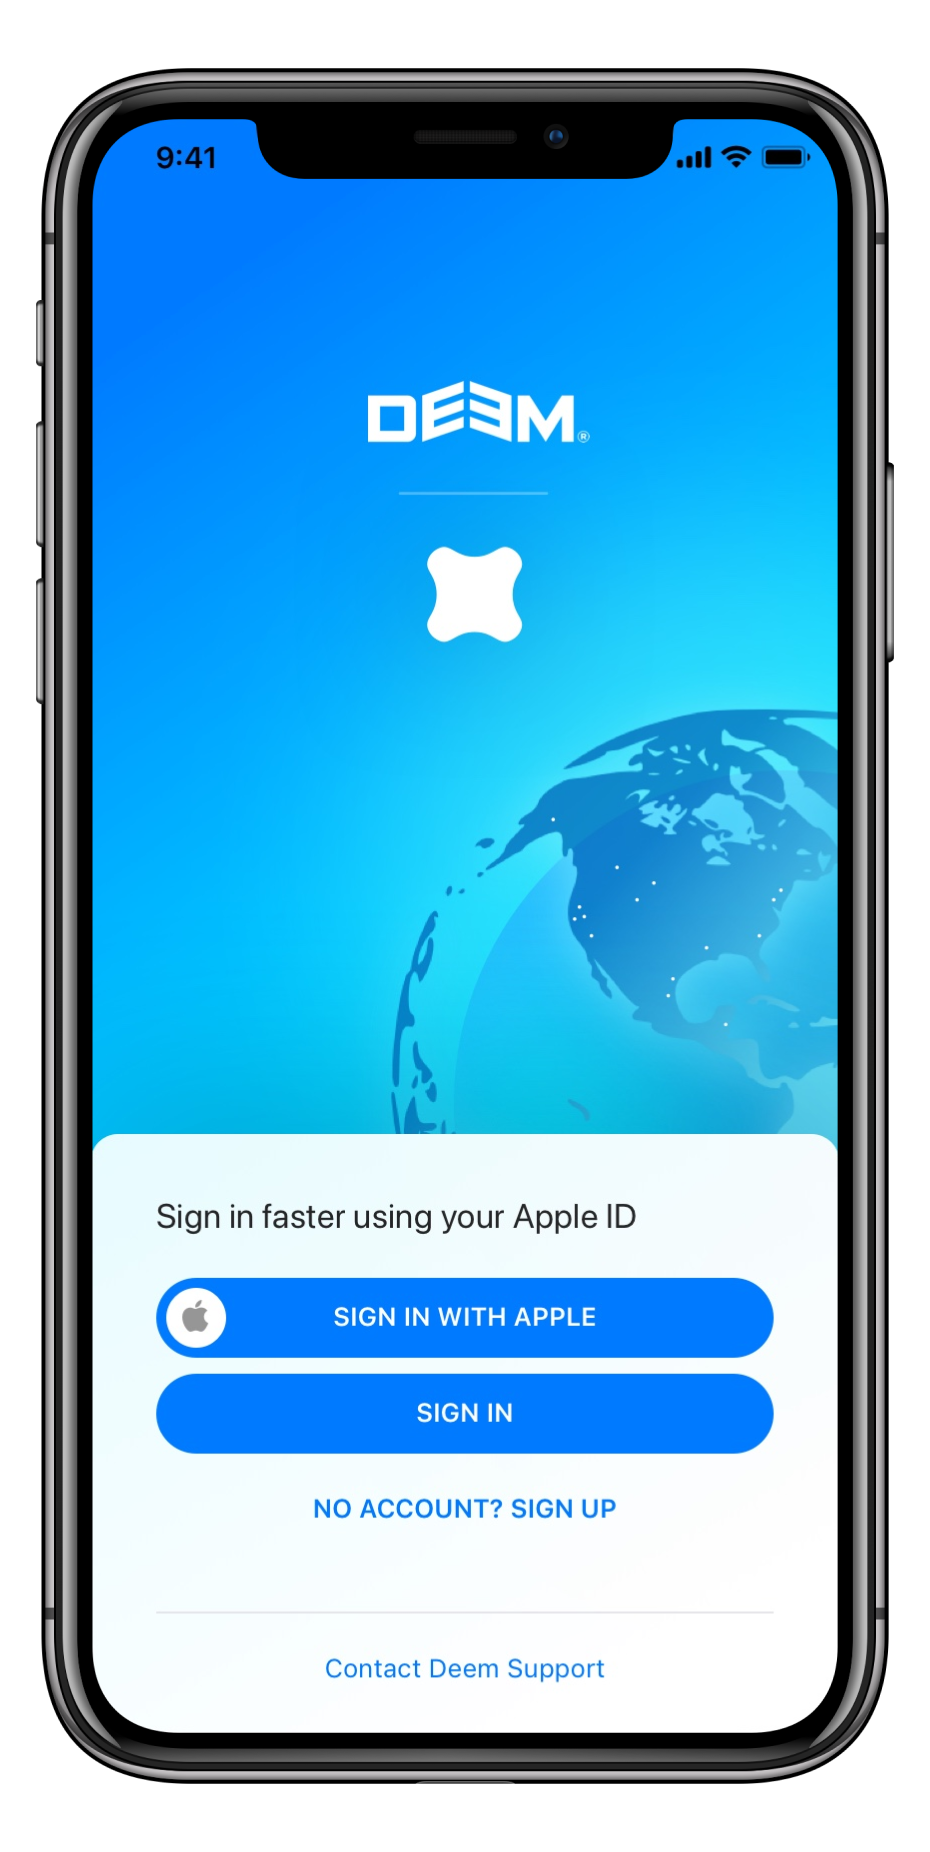 9:41
DEEM®
Sign in faster using your Apple ID
SIGN IN WITH APPLE
SIGN IN
NO ACCOUNT? SIGN UP
Contact Deem Support